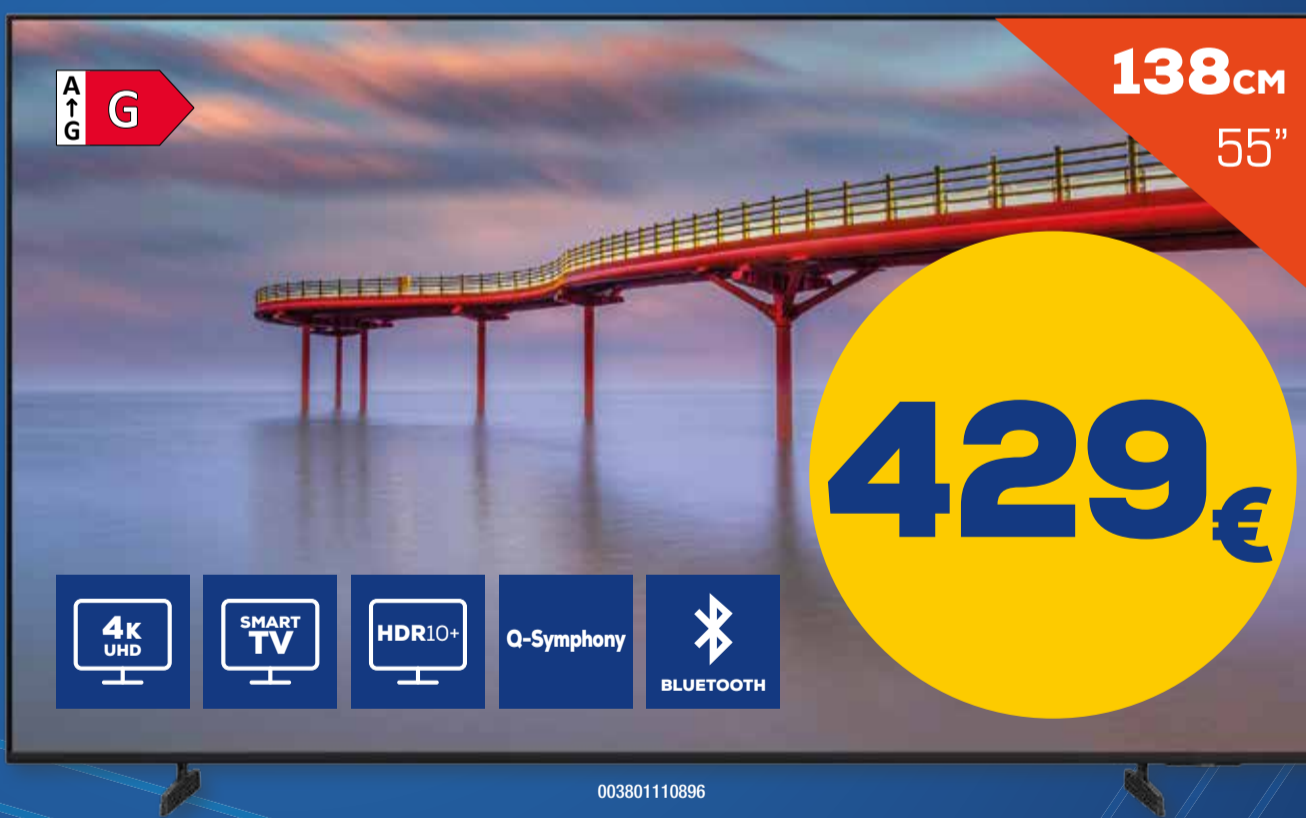 A
↑
G
G
138CM
55”
429€
4K
UHD
SMART
TV
HDR10+
Q-Symphony
BLUETOOTH
003801110896